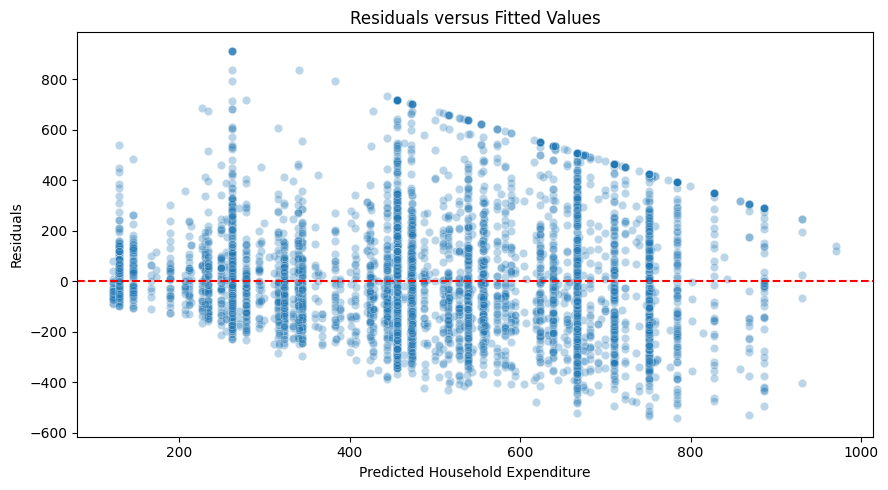 Residuals versus Fitted Values
Residuals
800
600
400
200
0
−200
−400
−600
200 400 600 800 1000
Predicted Household Expenditure